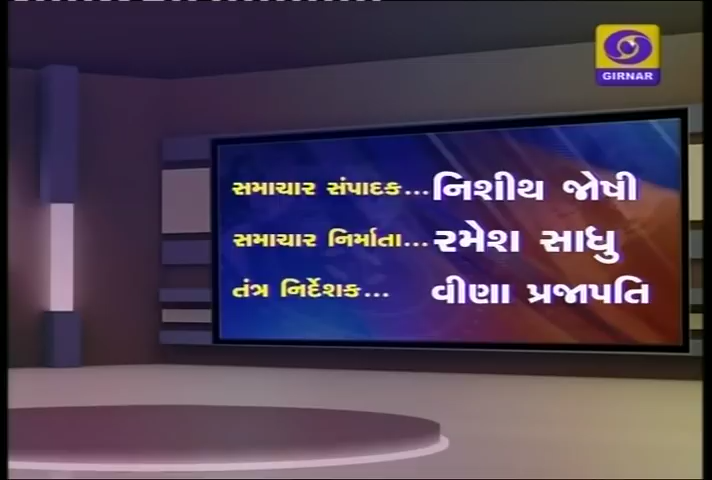 GIRNAR
સમાચાર સંપાદક...નિશીથ જોષી
સમાચાર નિર્માતા...રમેશ સાધુ
તંત્ર નિર્દેશક... વીણા પ્રજાપતિ